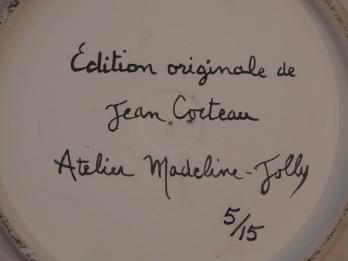 Édition originale de
Jean Cocteau
Atelier Madeline-Jolly
5/15